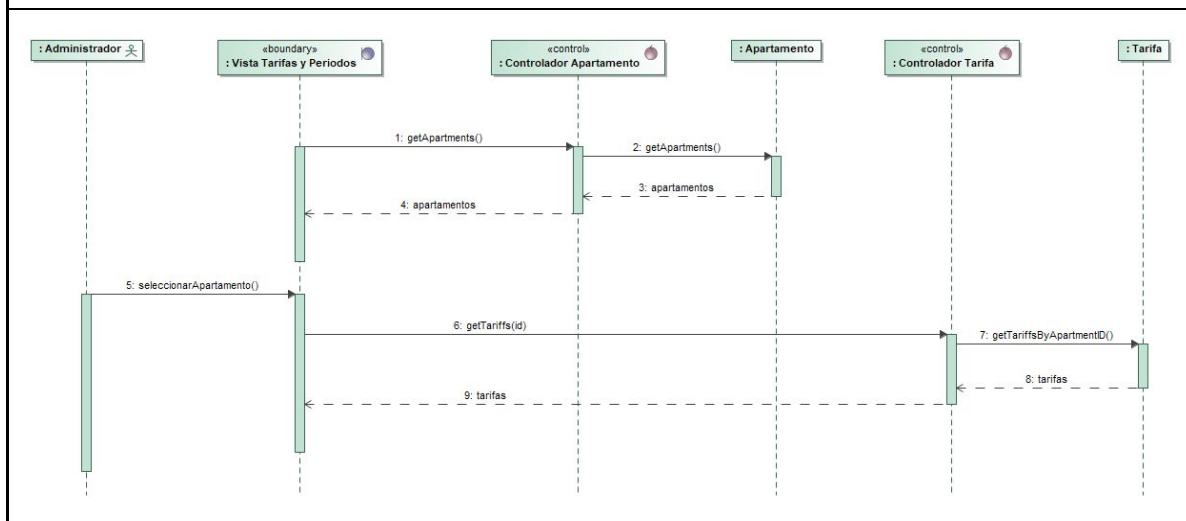 : Administrador
«boundary»
: Vista Tarifas y Periodos
«control»
: Controlador Apartamento
: Apartamento
«control»
: Controlador Tarifa
: Tarifa
1: getApartments()
2: getApartments()
3: apartamentos
4: apartamentos
5: seleccionarApartamento()
6: getTariffs(id)
7: getTariffsByApartmentID()
8: tarifas
9: tarifas